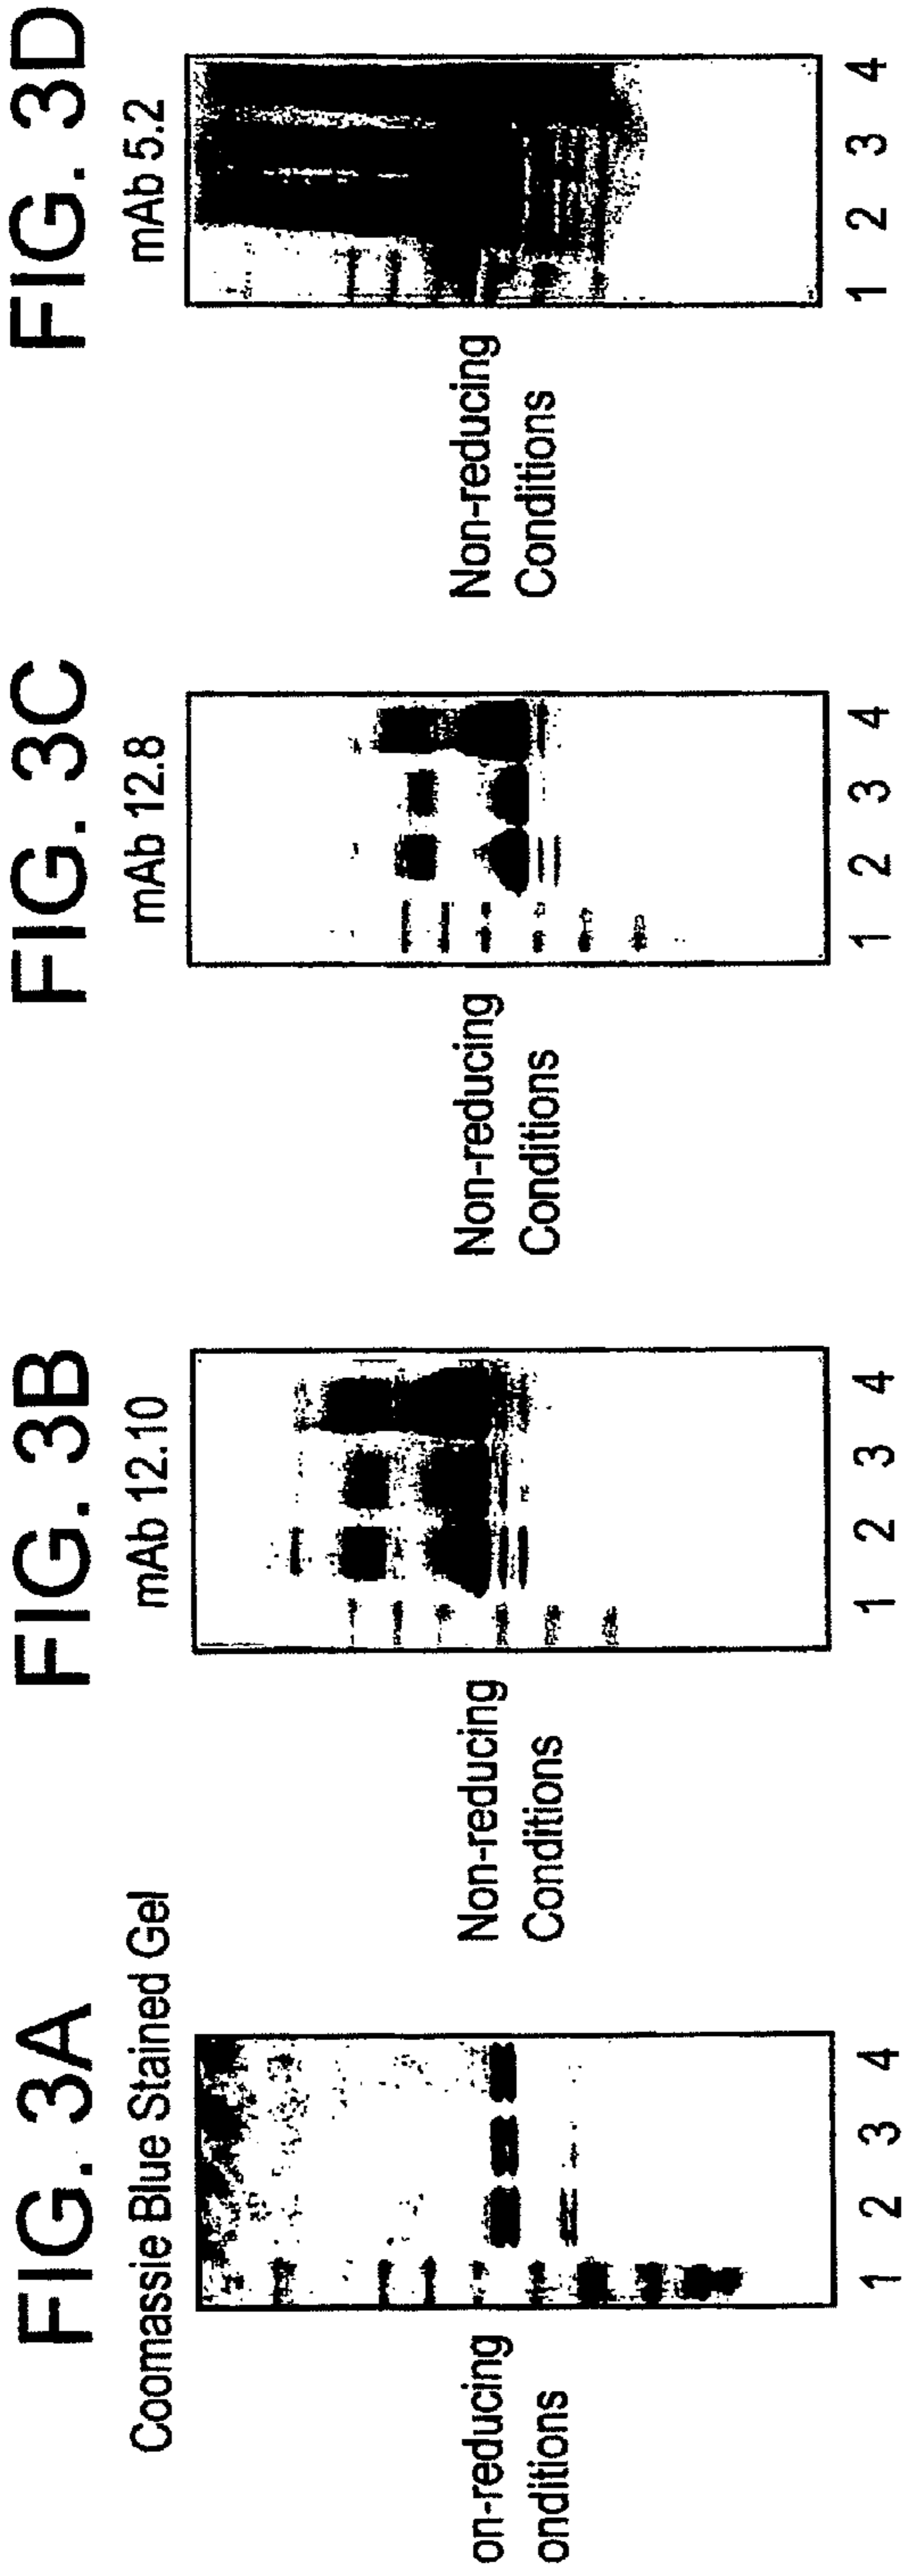 FIG. 3A
Coomassie Blue Stained Gel
on-reducing
onditions
1 2 3 4
FIG. 3B
mAb 12.10
Non-reducing
Conditions
1 2 3 4
FIG. 3C
mAb 12.8
Non-reducing
Conditions
1 2 3 4
FIG. 3D
mAb 5.2
Non-reducing
Conditions
1 2 3 4